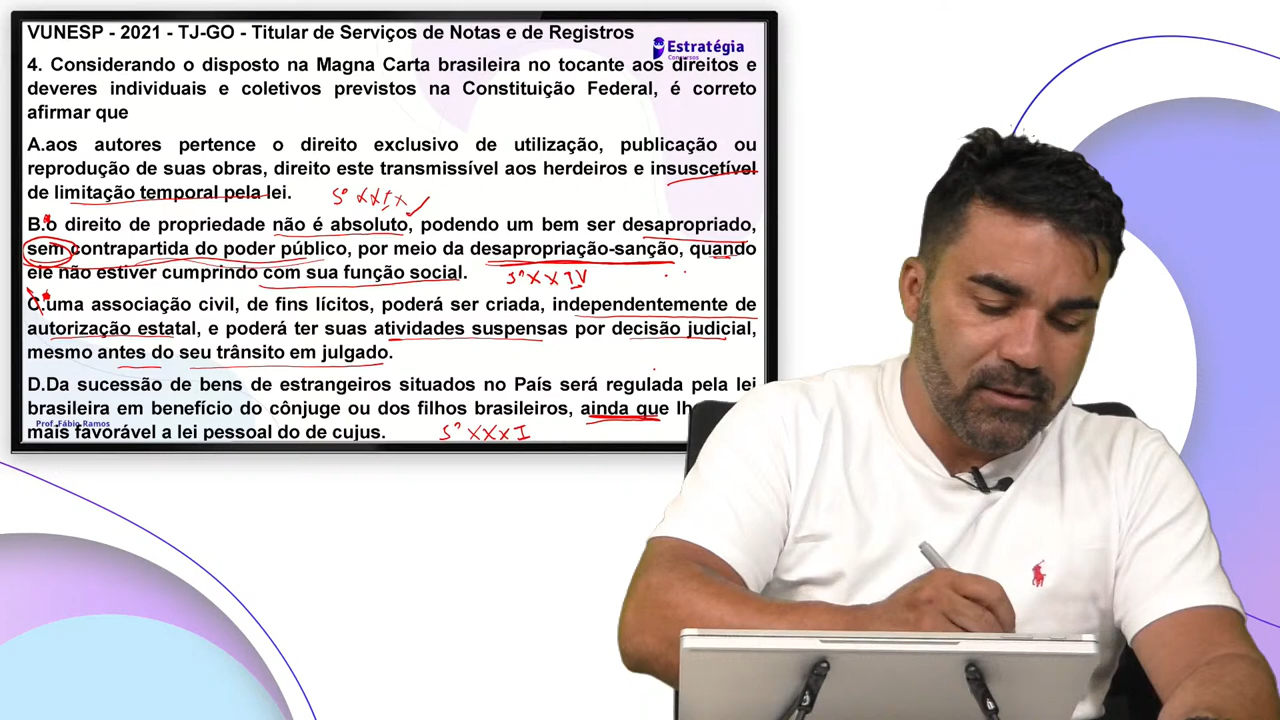 VUNESP - 2021 - TJ-GO - Titular de Serviços de Notas e de Registros
Estratégia
Concursos
4. Considerando o disposto na Magna Carta brasileira no tocante aos direitos e
deveres individuais e coletivos previstos na Constituição Federal, é correto
afirmar que
A.aos autores pertence o direito exclusivo de utilização, publicação ou
reprodução de suas obras, direito este transmissível aos herdeiros e insuscetível
de limitação temporal pela lei.
5º XXIX
B.o direito de propriedade não é absoluto, podendo um bem ser desapropriado,
sem contrapartida do poder público, por meio da desapropriação-sanção, quando
ele não estiver cumprindo com sua função social.
5º XXIV
C.uma associação civil, de fins lícitos, poderá ser criada, independentemente de
autorização estatal, e poderá ter suas atividades suspensas por decisão judicial,
mesmo antes do seu trânsito em julgado.
D.Da sucessão de bens de estrangeiros situados no País será regulada pela lei
brasileira em benefício do cônjuge ou dos filhos brasileiros, ainda que
mais favorável a lei pessoal do de cujus.
5º XXXI
Prof. Fábio Ramos